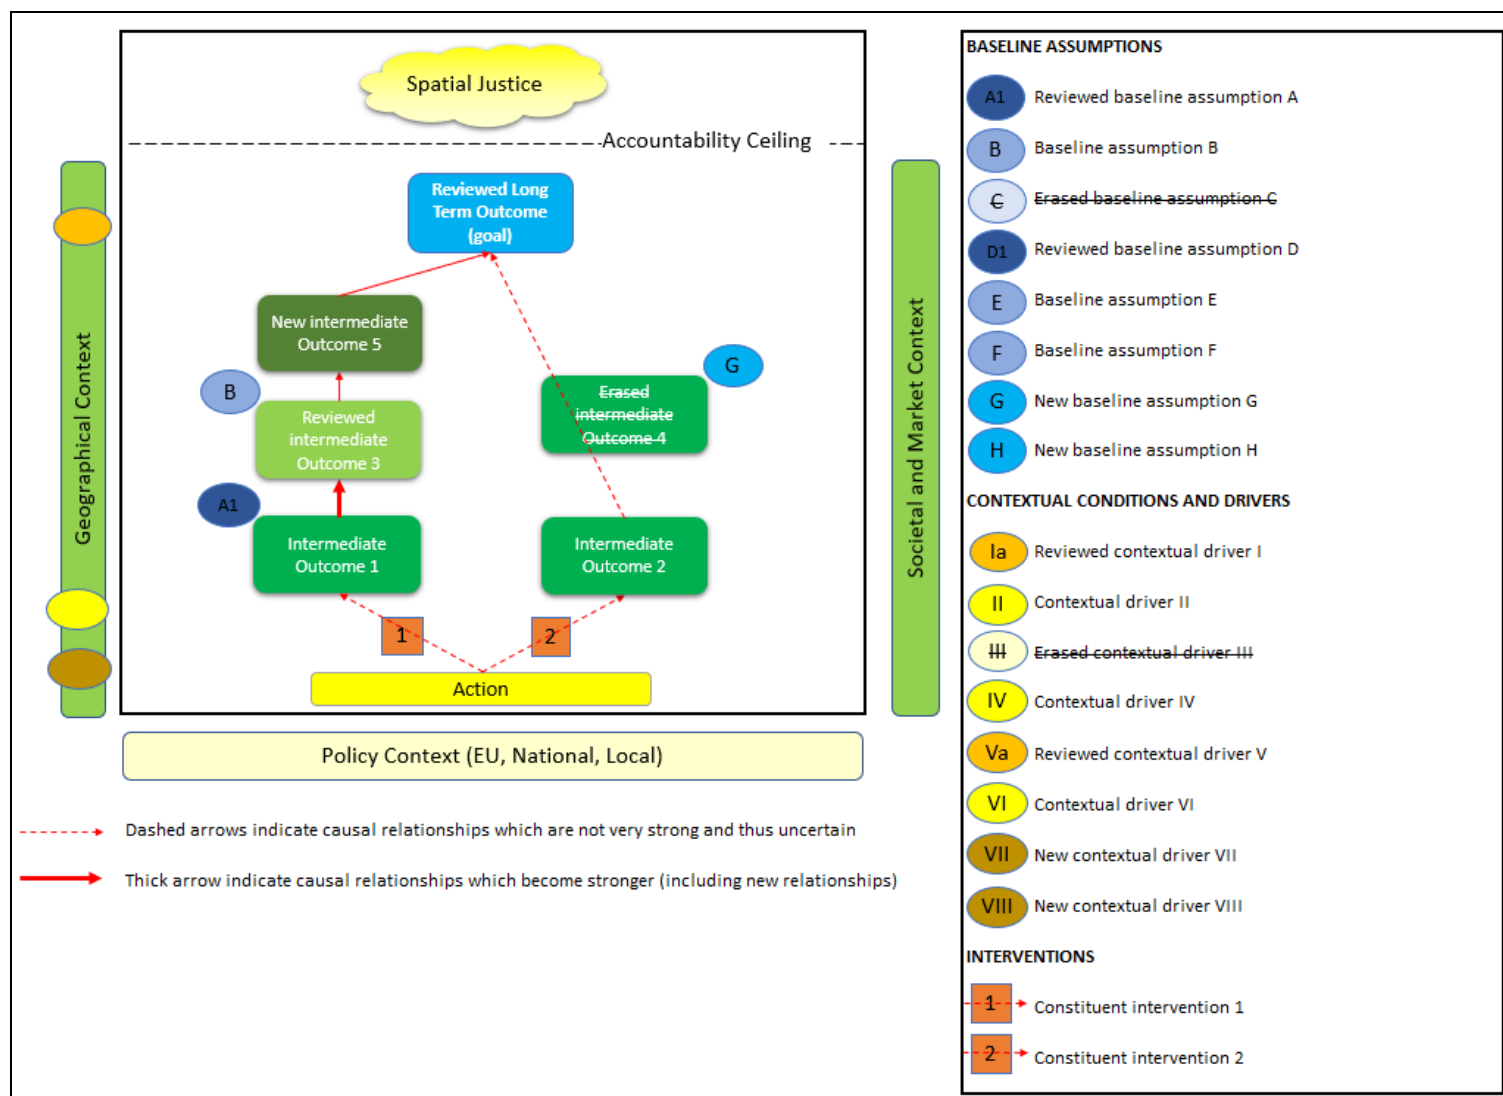 Spatial Justice
Accountability Ceiling
Reviewed Long
Term Outcome
(goal)
New intermediate
Outcome 5
B
Reviewed
intermediate
Outcome 3
G
Erased
intermediate
Outcome 4
A1
Intermediate
Outcome 1
Intermediate
Outcome 2
1
2
Action
Geographical Context
Societal and Market Context
Policy Context (EU, National, Local)
Dashed arrows indicate causal relationships which are not very strong and thus uncertain
Thick arrow indicate causal relationships which become stronger (including new relationships)
BASELINE ASSUMPTIONS
A1 Reviewed baseline assumption A
B Baseline assumption B
C Erased baseline assumption C
D1 Reviewed baseline assumption D
E Baseline assumption E
F Baseline assumption F
G New baseline assumption G
H New baseline assumption H
CONTEXTUAL CONDITIONS AND DRIVERS
Ia Reviewed contextual driver I
II Contextual driver II
III Erased contextual driver III
IV Contextual driver IV
Va Reviewed contextual driver V
VI Contextual driver VI
VII New contextual driver VII
VIII New contextual driver VIII
INTERVENTIONS
1 Constituent intervention 1
2 Constituent intervention 2